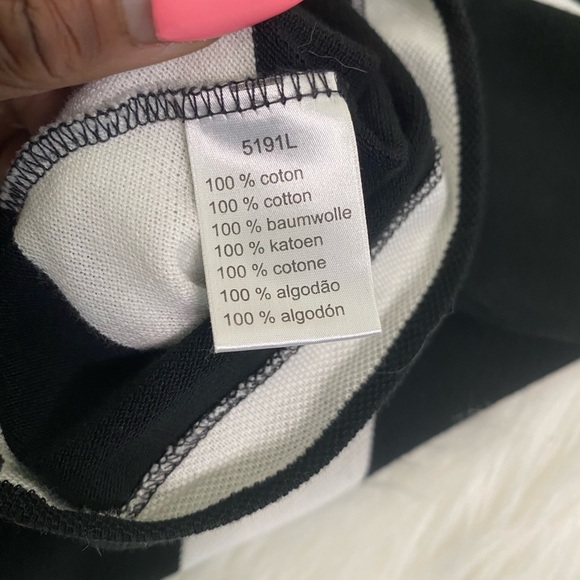 5191L
100 % coton
100 % cotton
100 % baumwolle
100 % katoen
100 % cotone
100 % algodão
100 % algodón